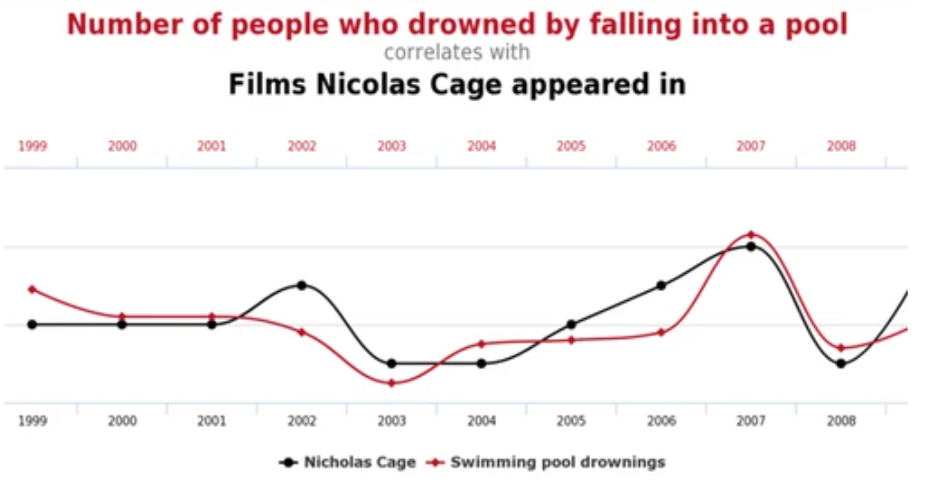 Number of people who drowned by falling into a pool
correlates with
Films Nicolas Cage appeared in
1999 2000 2001 2002 2003 2004 2005 2006 2007 2008
1999 2000 2001 2002 2003 2004 2005 2006 2007 2008
Nicholas Cage Swimming pool drownings